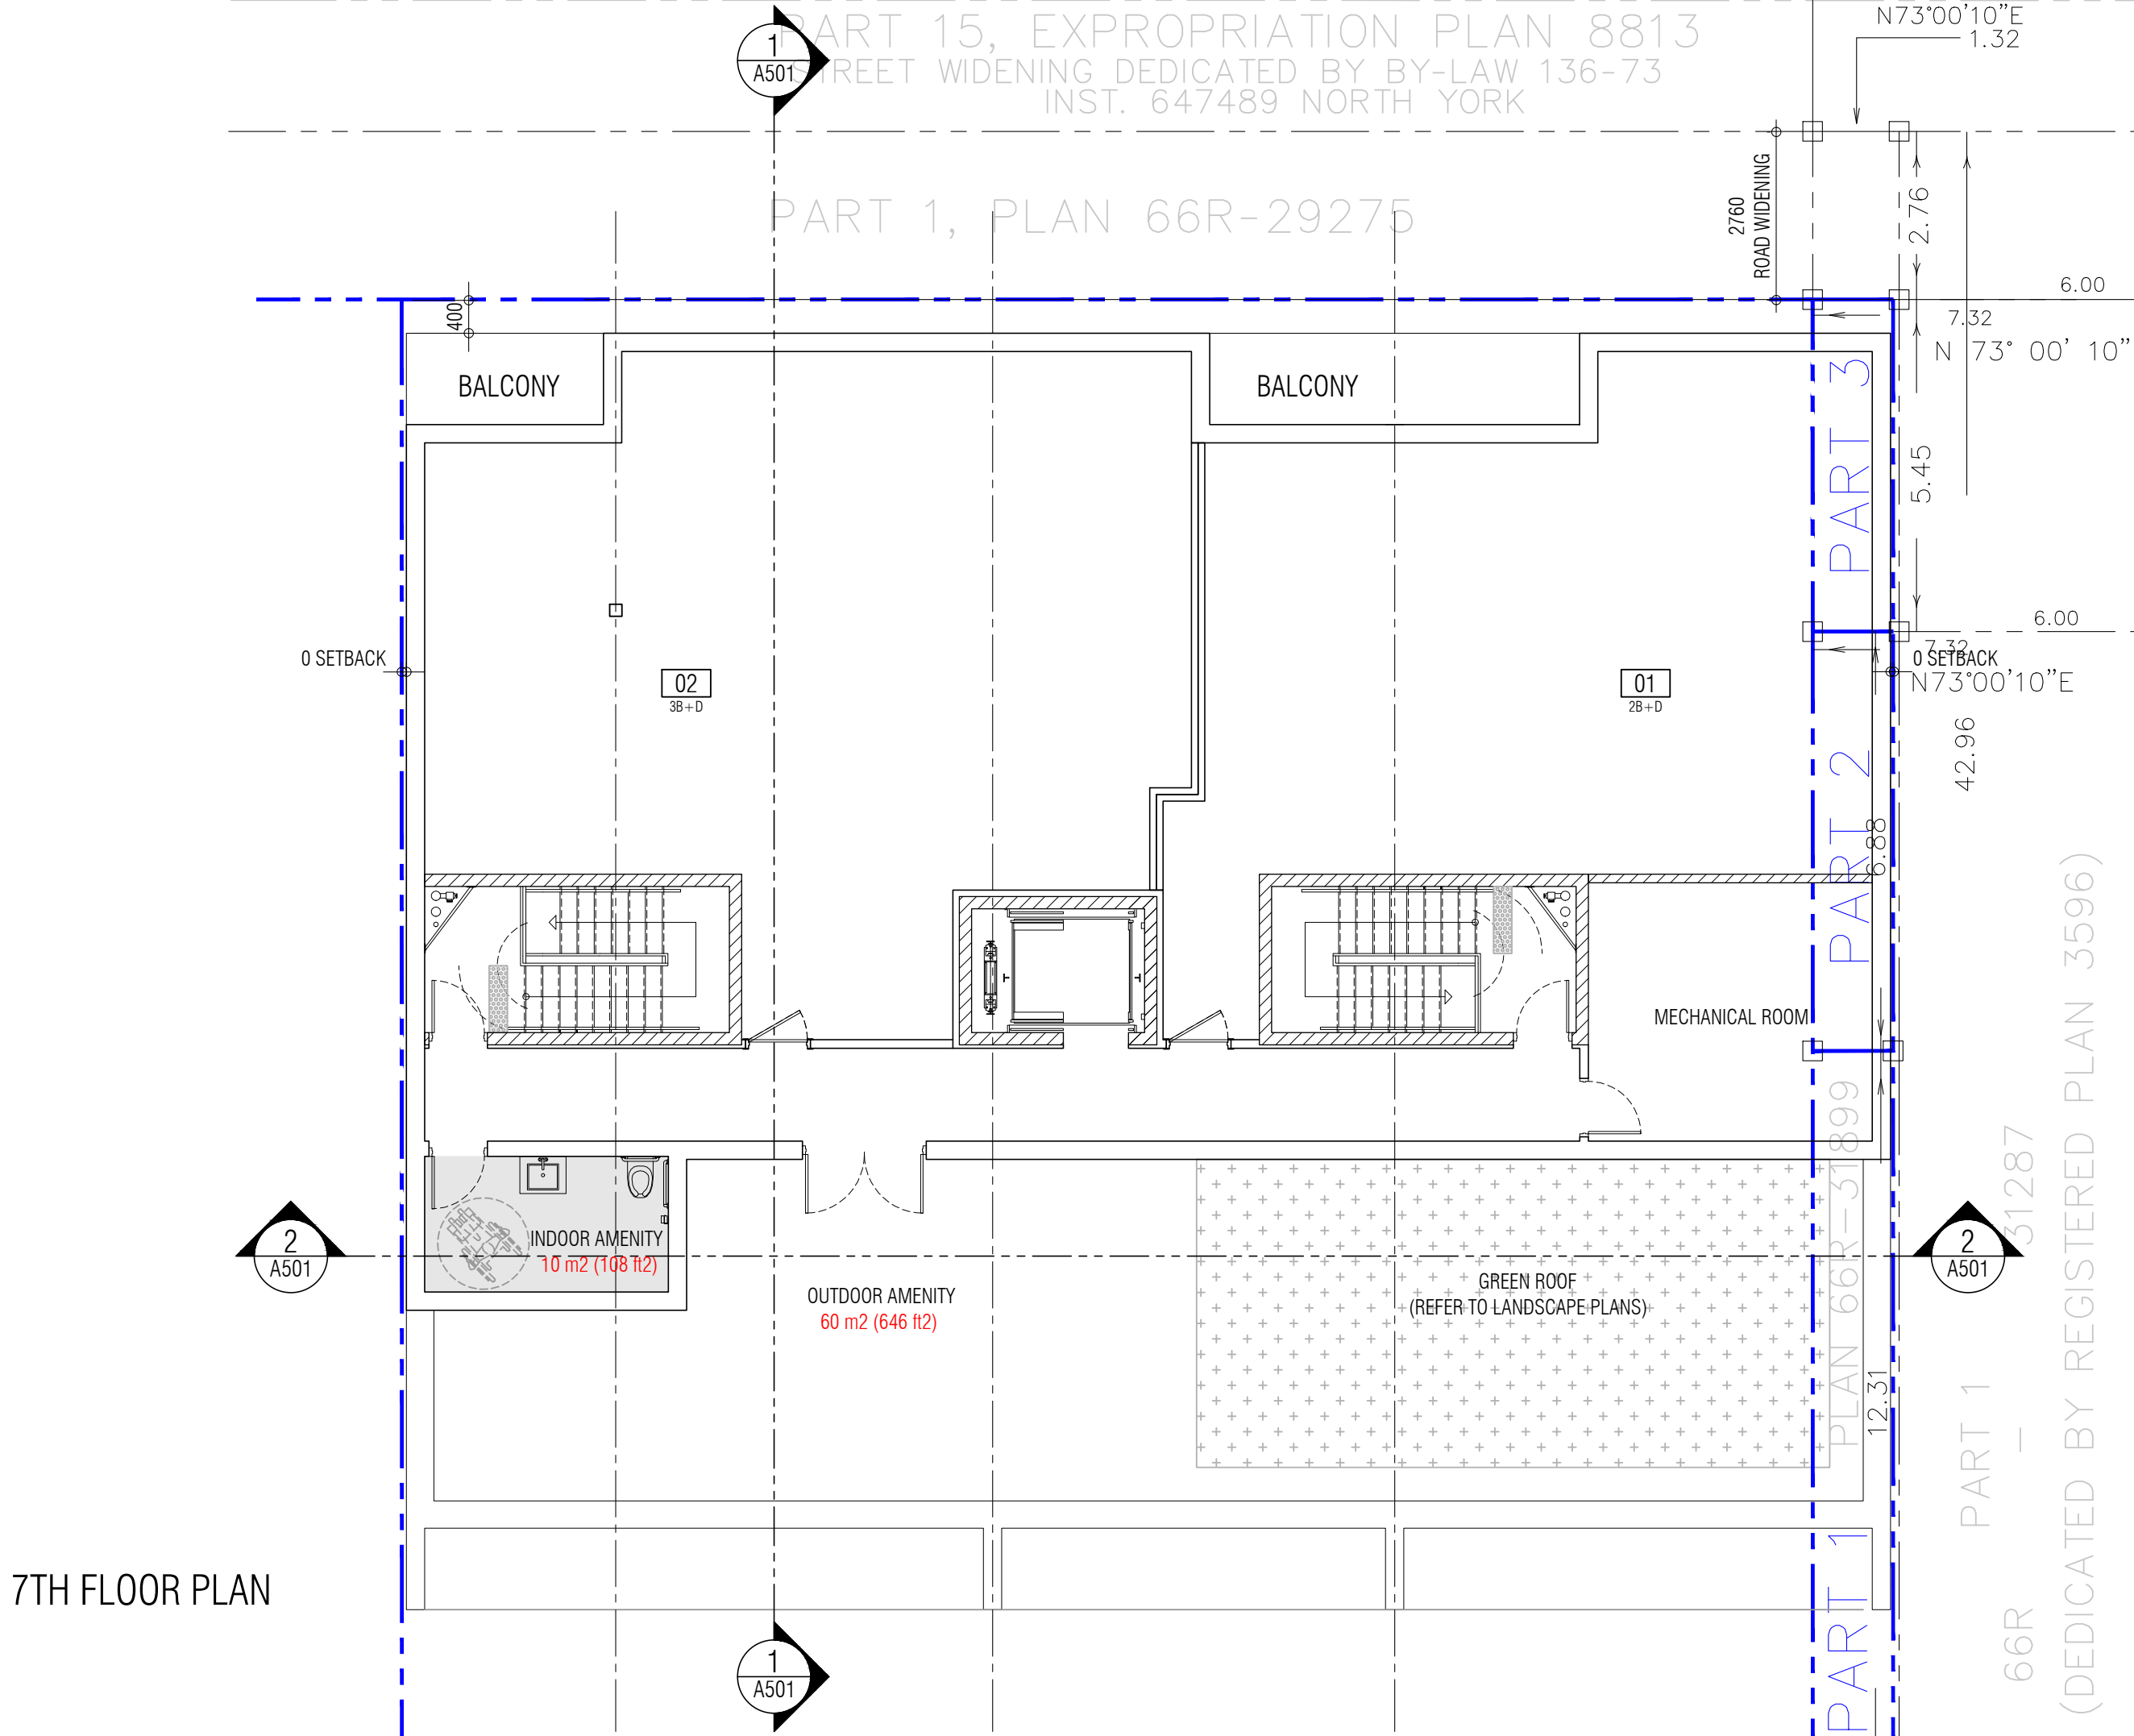 PART 15, EXPROPRIATION PLAN 8813
STREET WIDENING DEDICATED BY BY-LAW 136-73
INST. 647489 NORTH YORK
N73°00'10"E
1.32
1
A501
PART 1, PLAN 66R-29275
2760
ROAD WIDENING
2.76
6.00
7.32
N 73° 00' 10"
400
BALCONY
BALCONY
PART 3
5.45
6.00
7.32
0 SETBACK
0 SETBACK
N73°00'10"E
02
3B+D
01
2B+D
42.96
PART 2
6.88
MECHANICAL ROOM
PLAN 66R-31899
31287
(DEDICATED BY REGISTERED PLAN 3596)
2
A501
INDOOR AMENITY
10 m2 (108 ft2)
OUTDOOR AMENITY
60 m2 (646 ft2)
GREEN ROOF
(REFER TO LANDSCAPE PLANS)
2
A501
12.31
PART 1
PART 1
66R
7TH FLOOR PLAN
1
A501